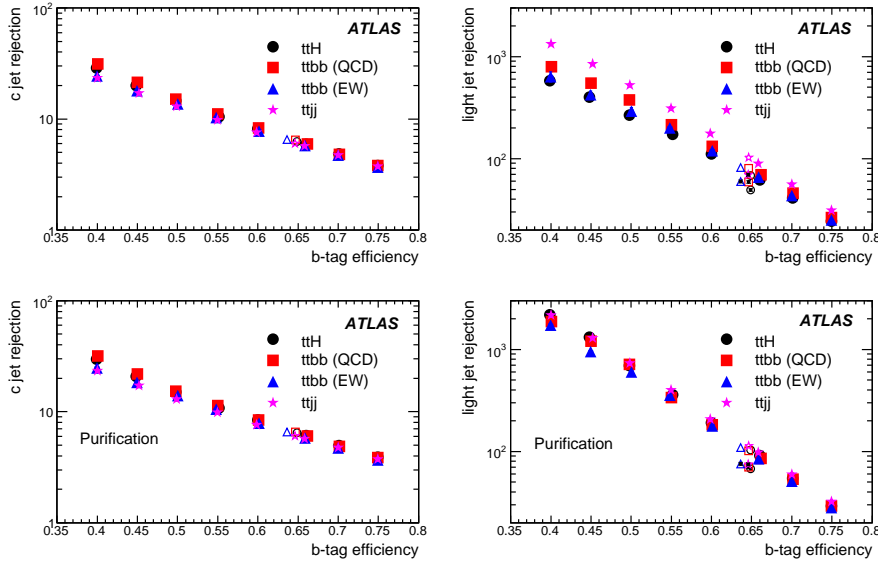 c jet rejection
10²
10
1
ATLAS
ttH
ttbb (QCD)
ttbb (EW)
ttjj
0.35 0.4 0.45 0.5 0.55 0.6 0.65 0.7 0.75 0.8
b-tag efficiency
light jet rejection
10³
10²
ATLAS
ttH
ttbb (QCD)
ttbb (EW)
ttjj
0.35 0.4 0.45 0.5 0.55 0.6 0.65 0.7 0.75 0.8
b-tag efficiency
c jet rejection
10²
10
1
ATLAS
ttH
ttbb (QCD)
ttbb (EW)
ttjj
Purification
0.35 0.4 0.45 0.5 0.55 0.6 0.65 0.7 0.75 0.8
b-tag efficiency
light jet rejection
10³
10²
ATLAS
ttH
ttbb (QCD)
ttbb (EW)
ttjj
Purification
0.35 0.4 0.45 0.5 0.55 0.6 0.65 0.7 0.75 0.8
b-tag efficiency